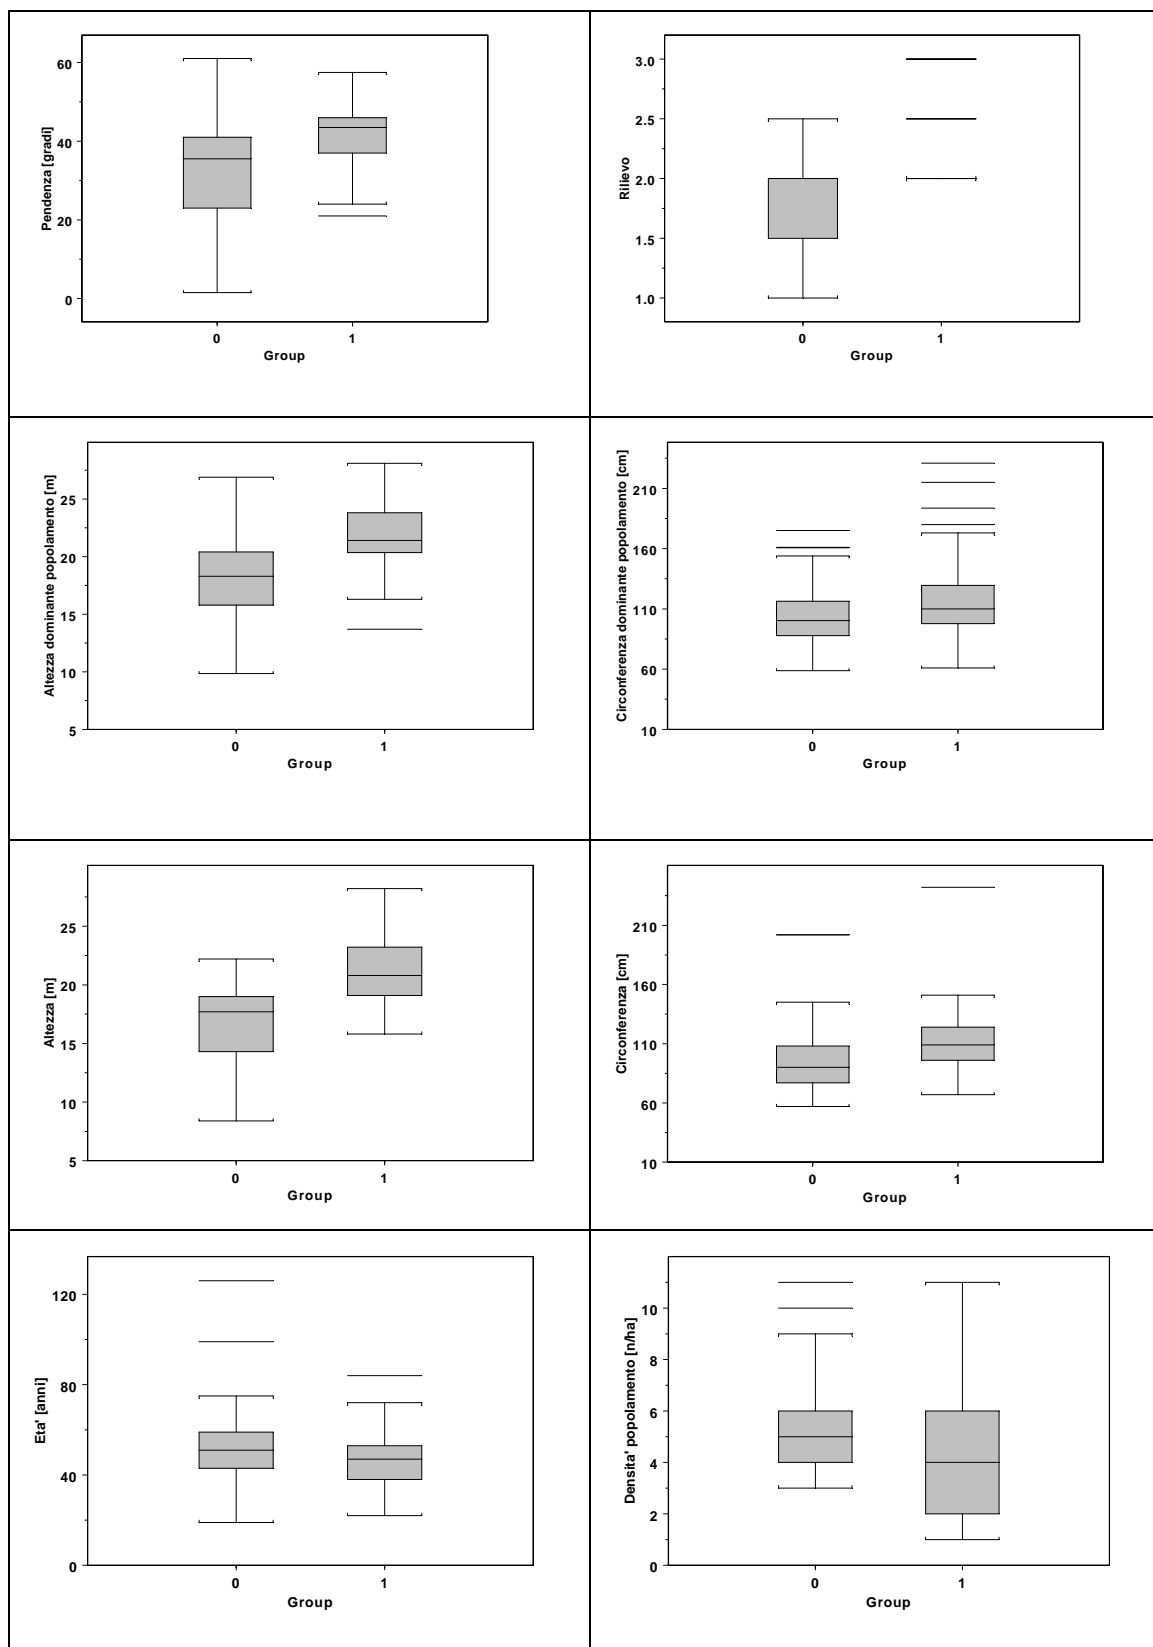 Pendenza [gradi]
60
40
20
0
0 1
Group
Rilievo
3.0
2.5
2.0
1.5
1.0
0 1
Group
Altezza dominante popolamento [m]
25
20
15
10
5
0 1
Group
Circonferenza dominante popolamento [cm]
210
160
110
60
10
0 1
Group
Altezza [m]
25
20
15
10
5
0 1
Group
Circonferenza [cm]
210
160
110
60
10
0 1
Group
Eta' [anni]
120
80
40
0
0 1
Group
Densita' popolamento [n/ha]
10
8
6
4
2
0
0 1
Group